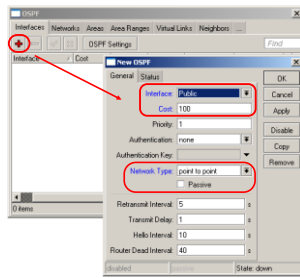 OSPF
Interfaces Networks Areas Area Ranges Virtual Links Neighbors ...
OSPF Settings
Find
Interface / Cost
0 items
New OSPF
General Status
Interface: Public
Cost: 100
Priority: 1
Authentication: none
Authentication Key:
Network Type: point to point
Passive
Retransmit Interval: 5 s
Transmit Delay: 1 s
Hello Interval: 10 s
Router Dead Interval: 40 s
OK
Cancel
Apply
Disable
Copy
Remove
disabled passive State: down